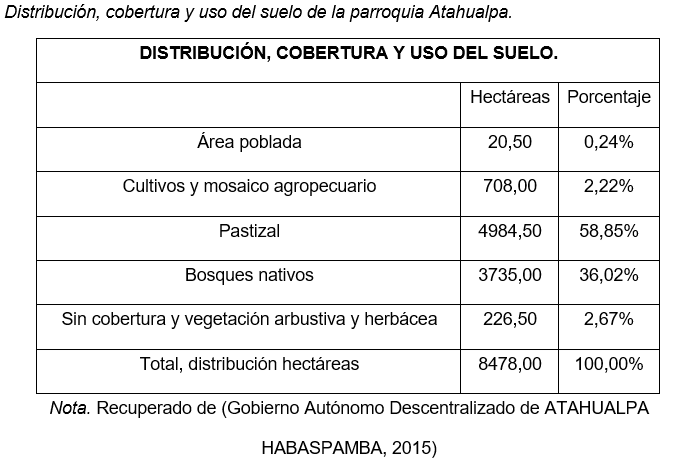 Distribución, cobertura y uso del suelo de la parroquia Atahualpa.
DISTRIBUCIÓN, COBERTURA Y USO DEL SUELO.
Hectáreas Porcentaje
Área poblada 20,50 0,24%
Cultivos y mosaico agropecuario 708,00 2,22%
Pastizal 4984,50 58,85%
Bosques nativos 3735,00 36,02%
Sin cobertura y vegetación arbustiva y herbácea 226,50 2,67%
Total, distribución hectáreas 8478,00 100,00%
Nota. Recuperado de (Gobierno Autónomo Descentralizado de ATAHUALPA
HABASPAMBA, 2015)